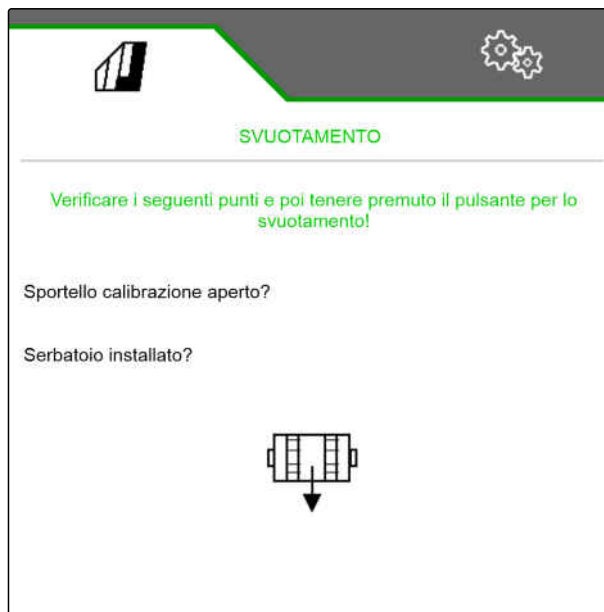 SVUOTAMENTO
Verificare i seguenti punti e poi tenere premuto il pulsante per lo
svuotamento!
Sportello calibrazione aperto?
Serbatoio installato?